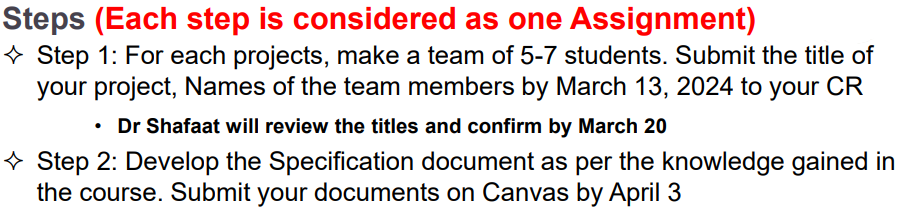 Steps (Each step is considered as one Assignment)
✧ Step 1: For each projects, make a team of 5-7 students. Submit the title of
your project, Names of the team members by March 13, 2024 to your CR
• Dr Shafaat will review the titles and confirm by March 20
✧ Step 2: Develop the Specification document as per the knowledge gained in
the course. Submit your documents on Canvas by April 3